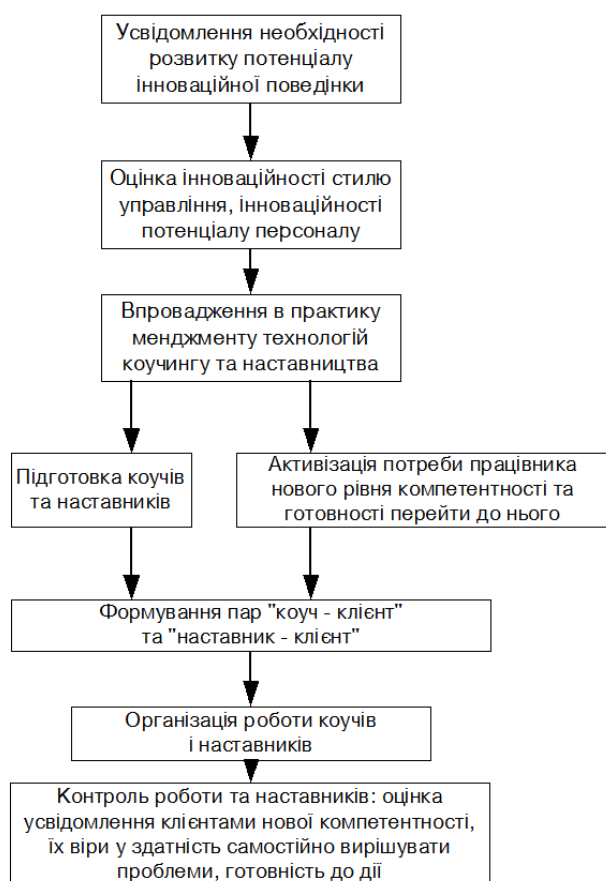 Усвідомлення необхідності
розвитку потенціалу
інноваційної поведінки
Оцінка інноваційності стилю
управління, інноваційності
потенціалу персоналу
Впровадження в практику
менджменту технологій
коучингу та наставництва
Підготовка коучів
та наставників
Активізація потреби працівника
нового рівня компетентності та
готовності перейти до нього
Формування пар "коуч - клієнт"
та "наставник - клієнт"
Організація роботи коучів
і наставників
Контроль роботи та наставників: оцінка
усвідомлення клієнтами нової компетентності,
їх віри у здатність самостійно вирішувати
проблеми, готовність до дії